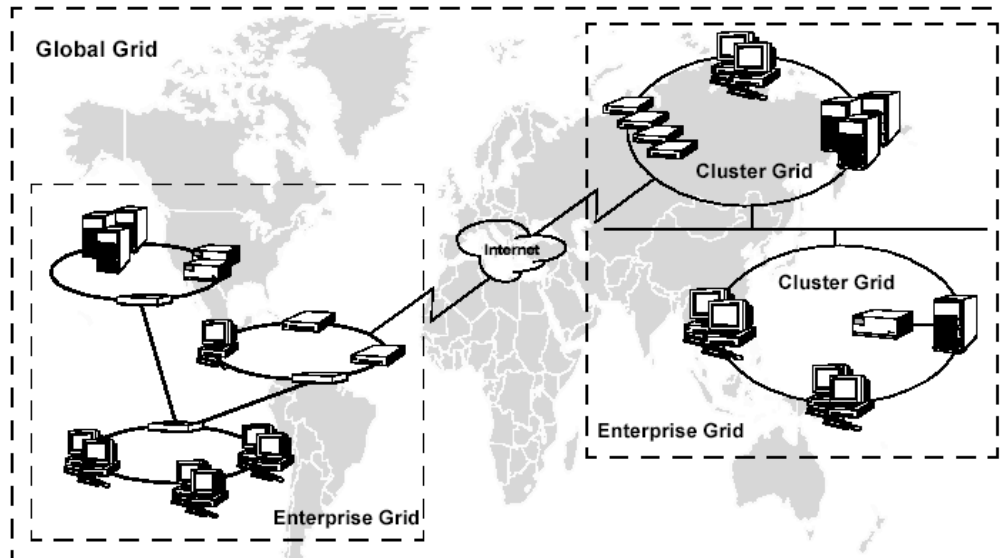 Global Grid
Cluster Grid
Internet
Cluster Grid
Enterprise Grid
Enterprise Grid